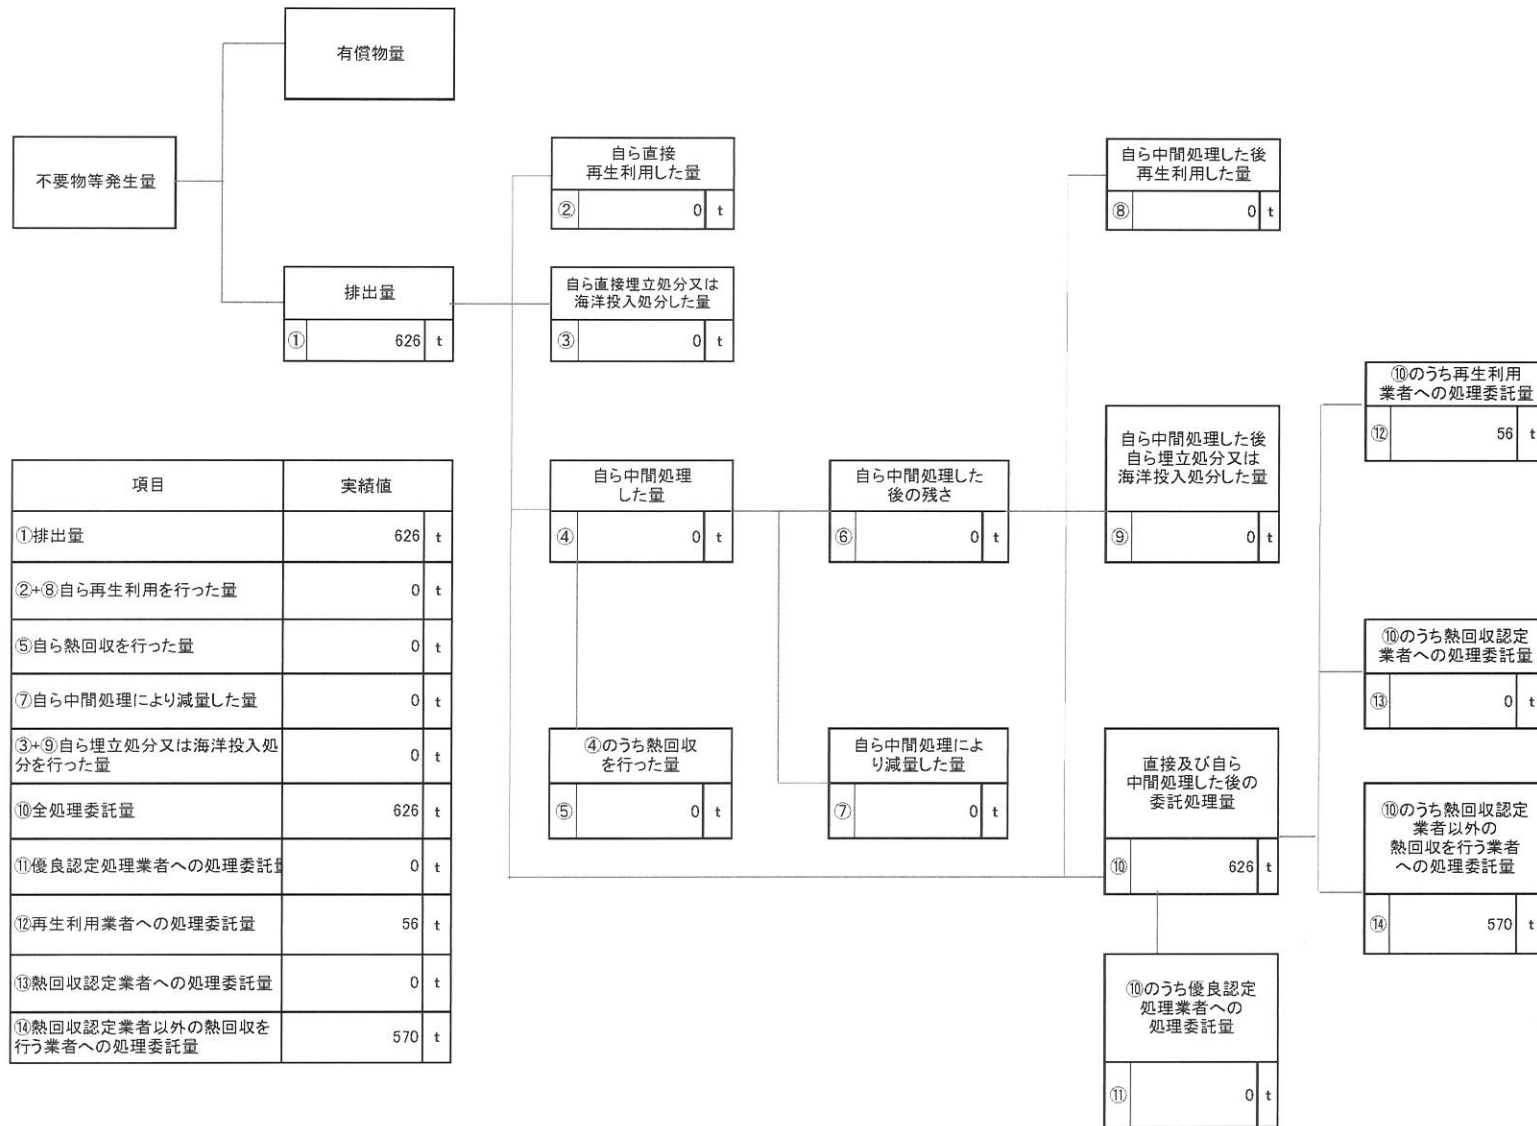 有償物量
不要物等発生量
排出量
① 626 t
自ら直接
再生利用した量
② 0 t
自ら直接埋立処分又は
海洋投入処分した量
③ 0 t
自ら中間処理した後
再生利用した量
⑧ 0 t
自ら中間処理
した量
④ 0 t
自ら中間処理した
後の残さ
⑥ 0 t
自ら中間処理した後
自ら埋立処分又は
海洋投入処分した量
⑨ 0 t
⑩のうち再生利用
業者への処理委託量
⑫ 56 t
⑩のうち熱回収認定
業者への処理委託量
⑬ 0 t
④のうち熱回収
を行った量
⑤ 0 t
自ら中間処理によ
り減量した量
⑦ 0 t
直接及び自ら
中間処理した後の
委託処理量
⑩ 626 t
⑩のうち熱回収認定
業者以外の
熱回収を行う業者
への処理委託量
⑭ 570 t
⑩のうち優良認定
処理業者への
処理委託量
⑪ 0 t
項目 実績値
①排出量 626 t
②+⑧自ら再生利用を行った量 0 t
⑤自ら熱回収を行った量 0 t
⑦自ら中間処理により減量した量 0 t
③+⑨自ら埋立処分又は海洋投入処
分を行った量 0 t
⑩全処理委託量 626 t
⑪優良認定処理業者への処理委託量 0 t
⑫再生利用業者への処理委託量 56 t
⑬熱回収認定業者への処理委託量 0 t
⑭熱回収認定業者以外の熱回収を
行う業者への処理委託量 570 t